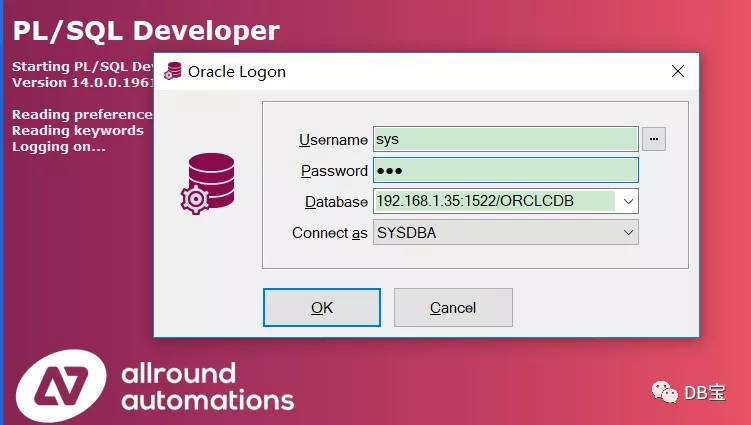 PL/SQL Developer
Starting PL/SQL De
Version 14.0.0.1961
Reading preference
Reading keywords
Logging on...
Oracle Logon
Username sys ...
Password ●●●
Database 192.168.1.35:1522/ORCLCDB
Connect as SYSDBA
OK Cancel
allround
automations
DB宝